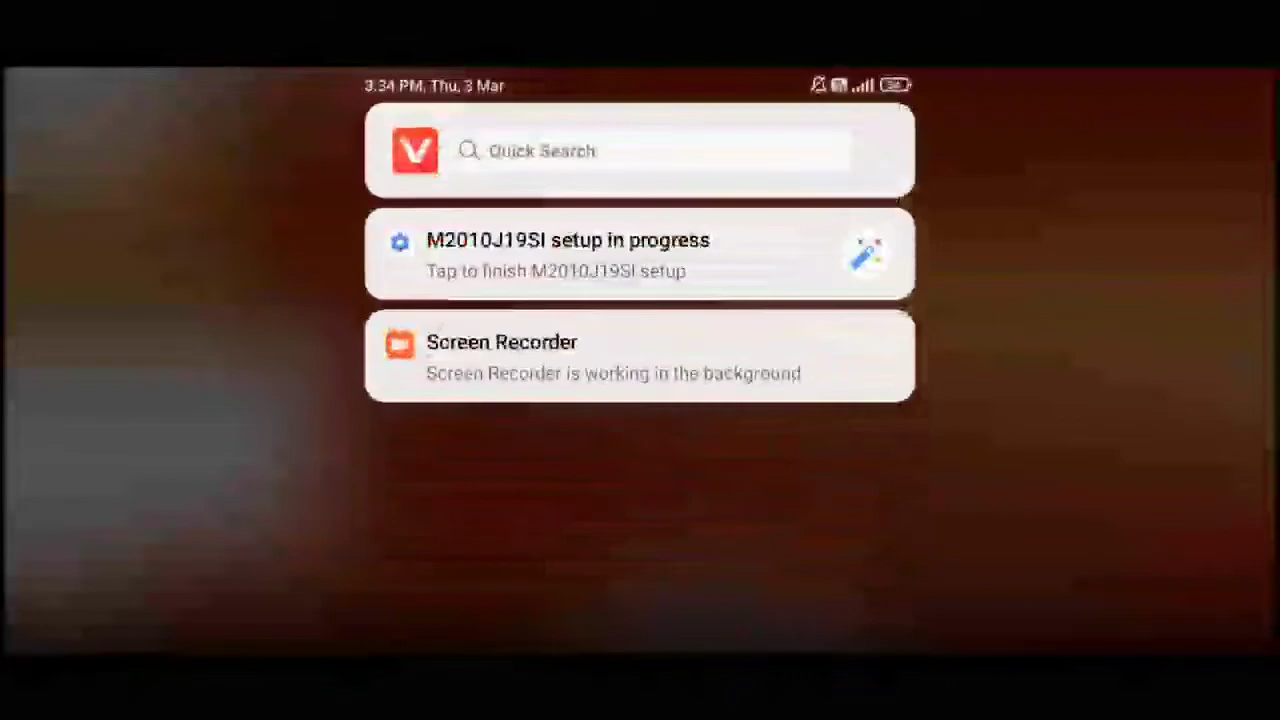 3.34 PM, Thu, 3 Mar
V
Quick Search
M2010J19SI setup in progress
Tap to finish M2010J19SI setup
Screen Recorder
Screen Recorder is working in the background